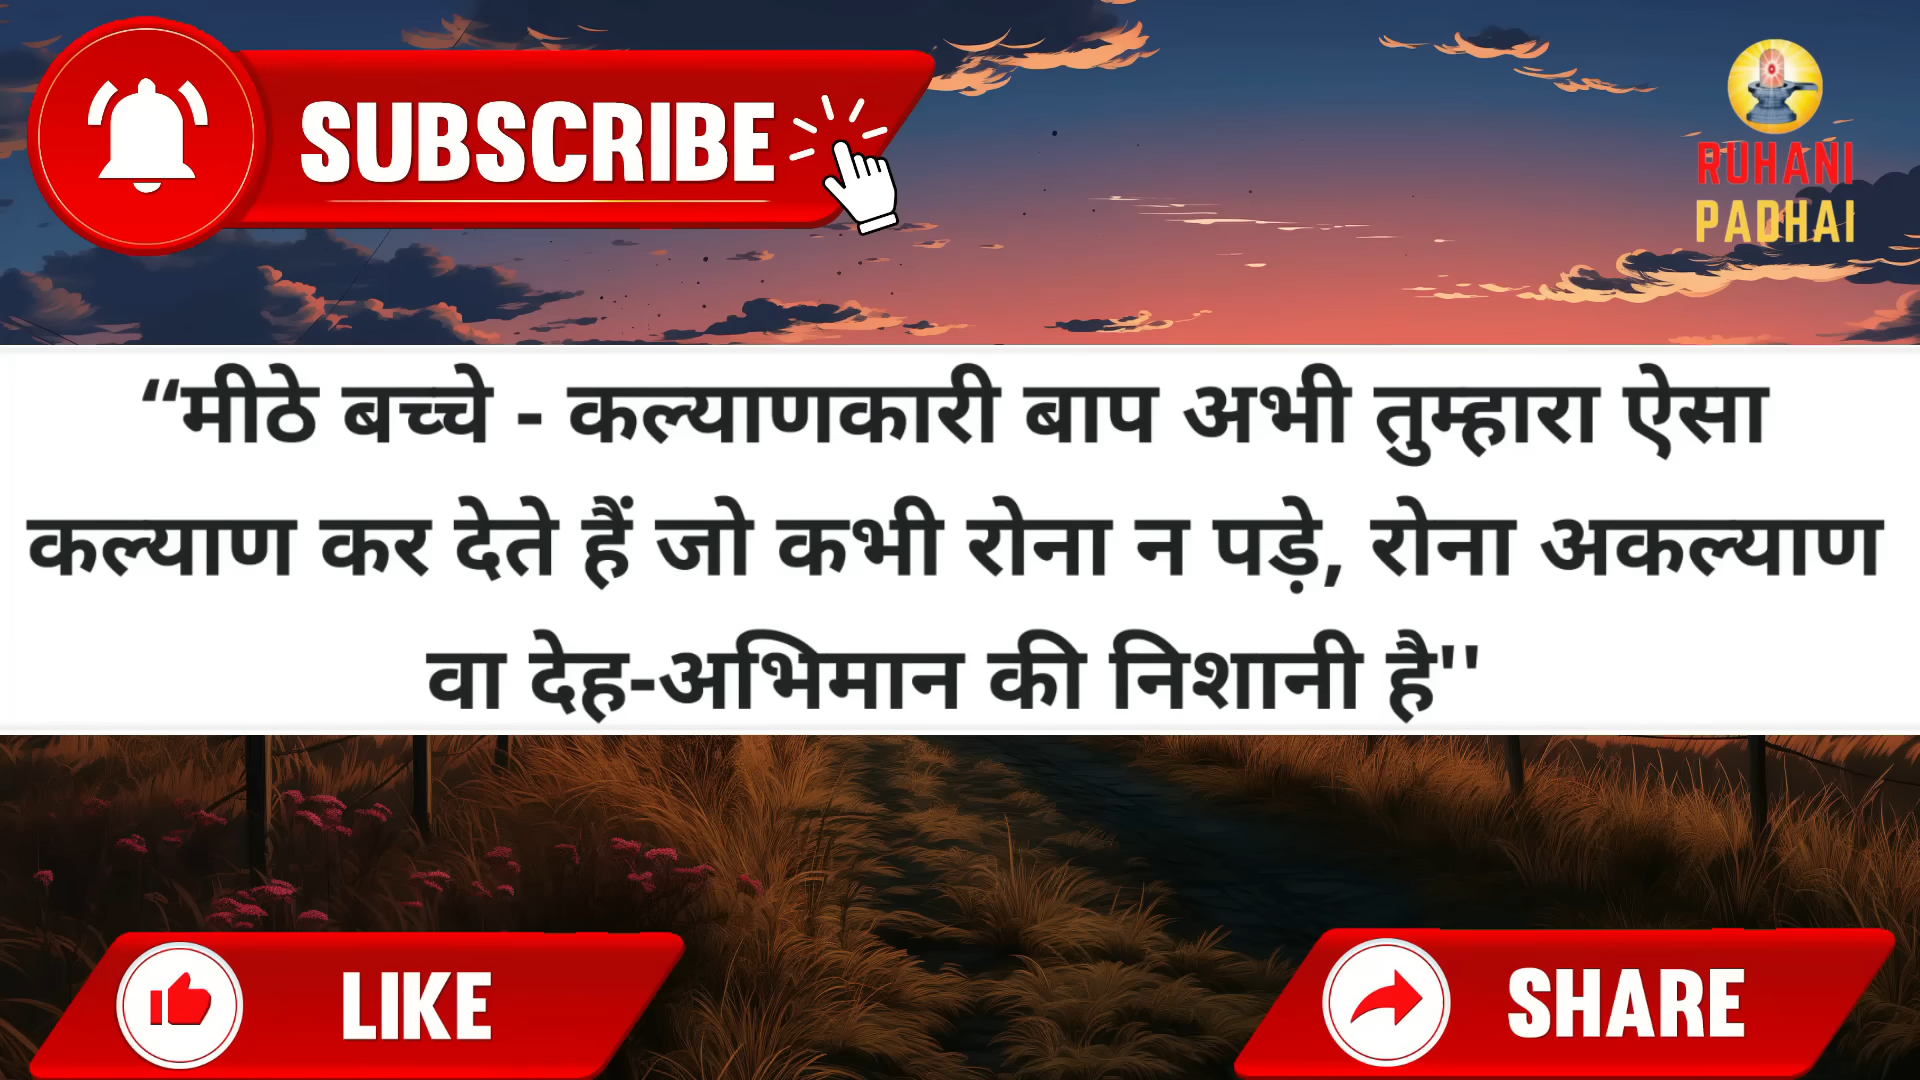 SUBSCRIBE
RUHANI
PADHAI
“मीठे बच्चे - कल्याणकारी बाप अभी तुम्हारा ऐसा
कल्याण कर देते हैं जो कभी रोना न पड़े, रोना अकल्याण
वा देह-अभिमान की निशानी है''
LIKE
SHARE